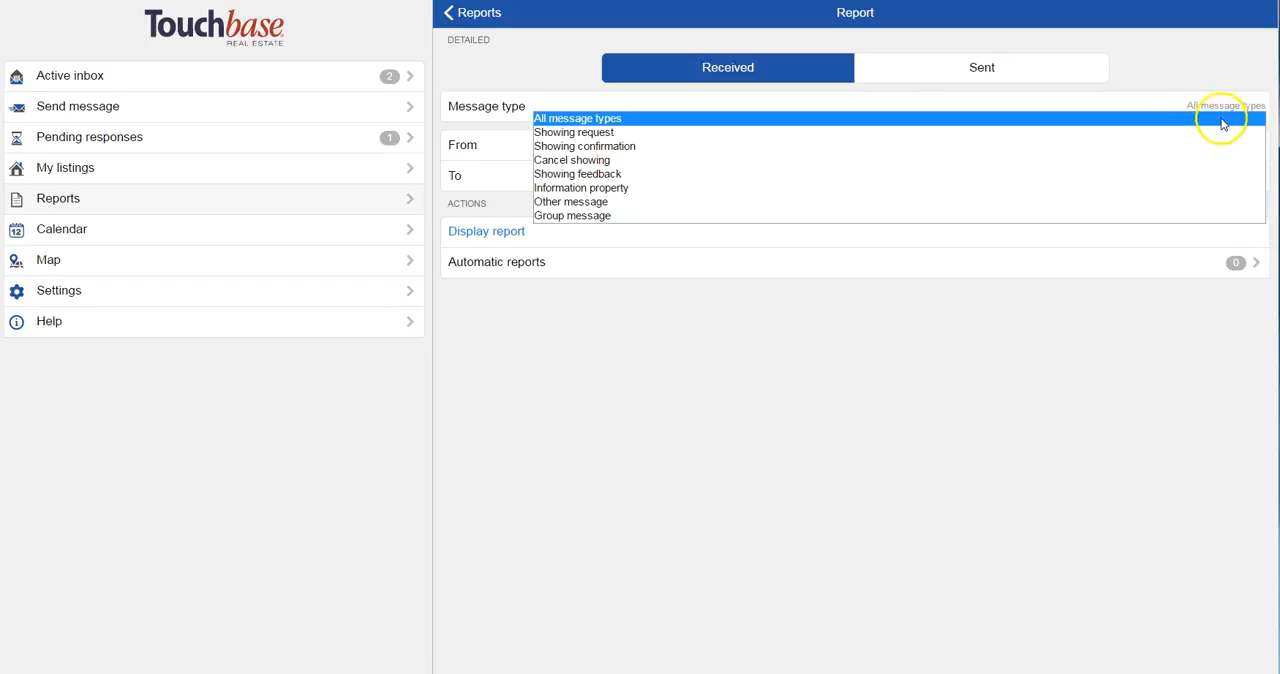 Touchbase
REAL ESTATE
Active inbox 2
Send message
Pending responses 1
My listings
Reports
Calendar
12
Map
Settings
Help
Reports
Report
DETAILED
Received Sent
Message type All message types
All message types
Showing request
Showing confirmation
Cancel showing
Showing feedback
Information property
Other message
Group message
From
To
ACTIONS
Display report
Automatic reports 0